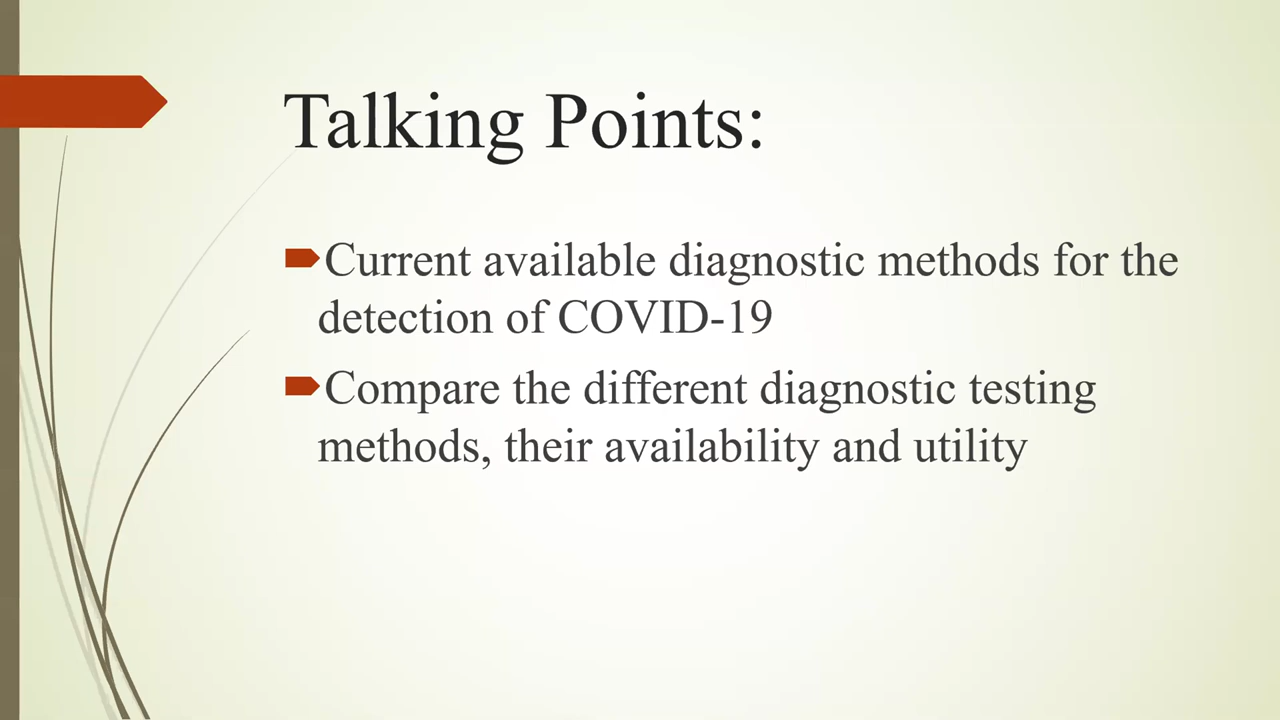 Talking Points:
Current available diagnostic methods for the
detection of COVID-19
Compare the different diagnostic testing
methods, their availability and utility